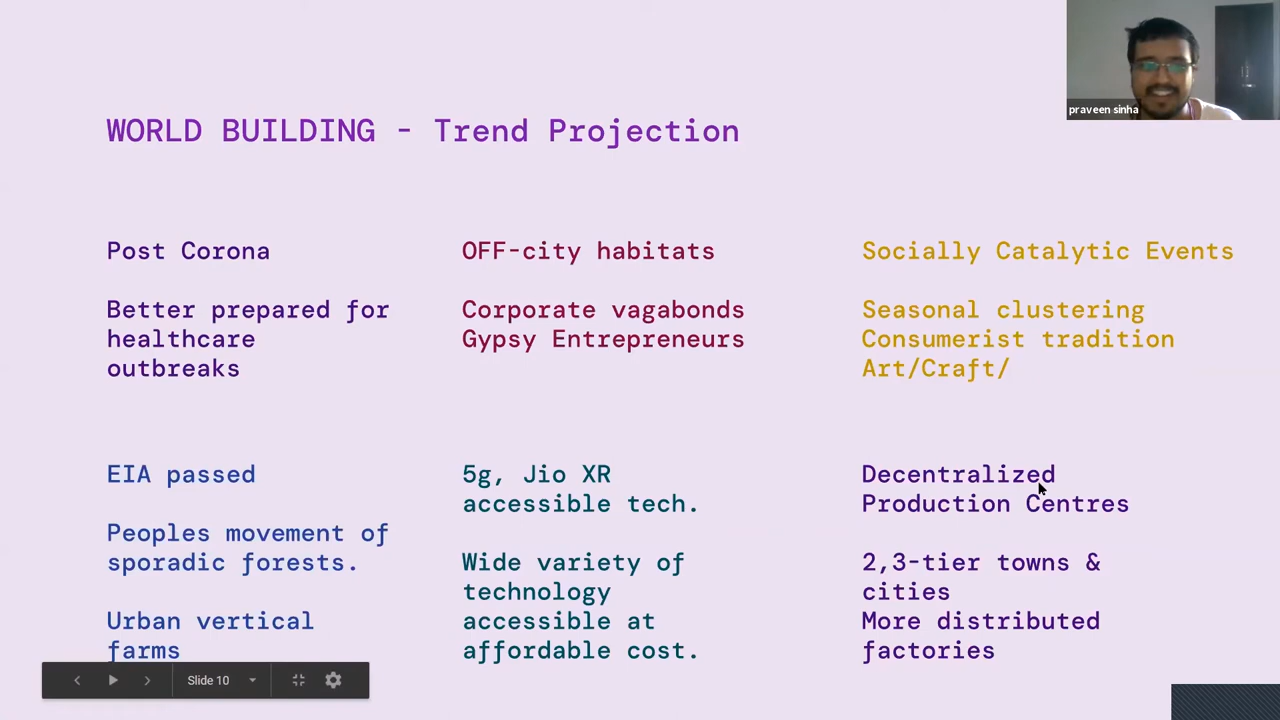 praveen sinha
WORLD BUILDING - Trend Projection
Post Corona
Better prepared for
healthcare
outbreaks
OFF-city habitats
Corporate vagabonds
Gypsy Entrepreneurs
Socially Catalytic Events
Seasonal clustering
Consumerist tradition
Art/Craft/
EIA passed
Peoples movement of
sporadic forests.
Urban vertical
farms
5g, Jio XR
accessible tech.
Wide variety of
technology
accessible at
affordable cost.
Decentralized
Production Centres
2,3-tier towns &
cities
More distributed
factories
Slide 10